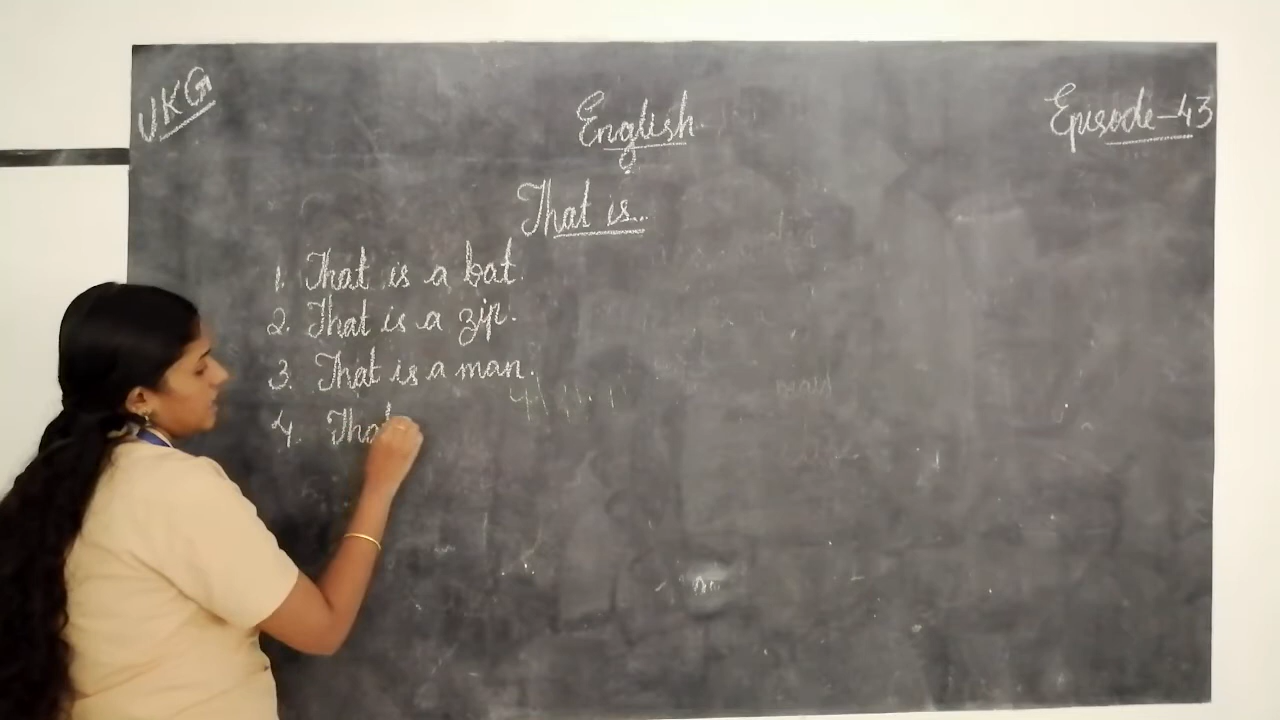 UKG
English
Episode-43
That is...
1. That is a bat.
2. That is a zip.
3. That is a man.
4. That